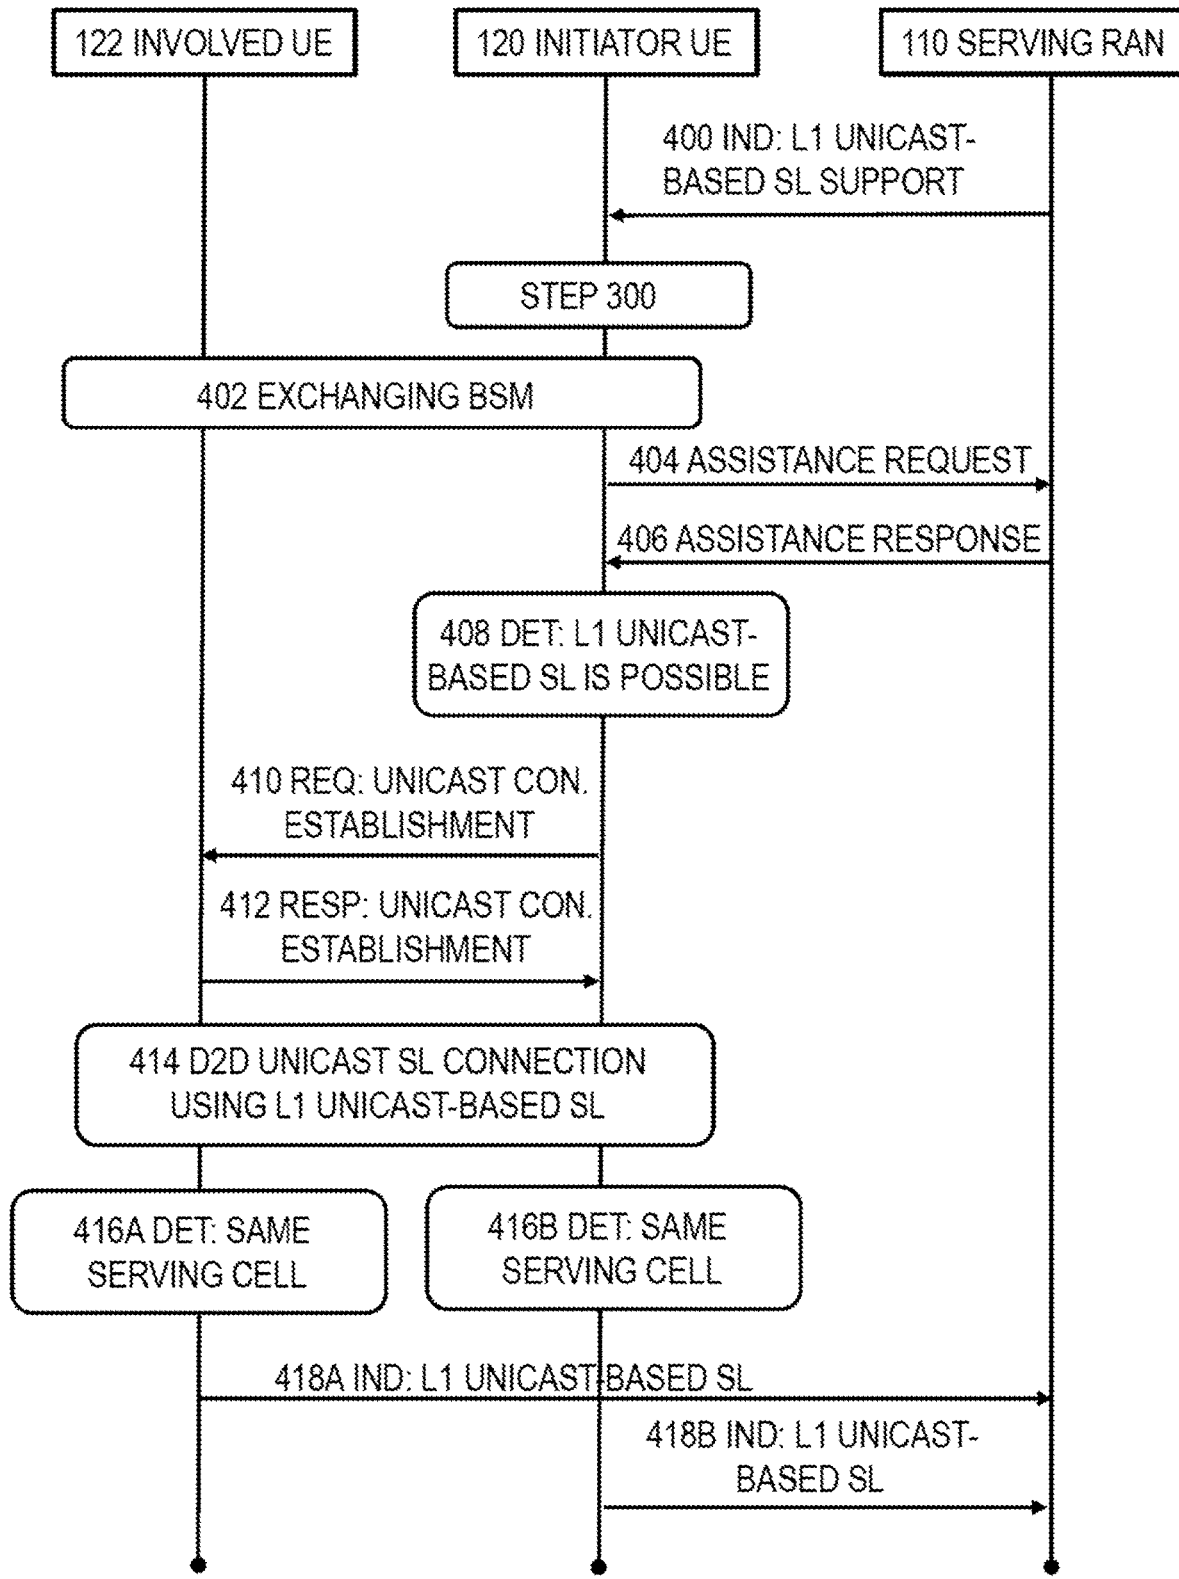 122 INVOLVED UE
120 INITIATOR UE
110 SERVING RAN
400 IND: L1 UNICAST-
BASED SL SUPPORT
STEP 300
402 EXCHANGING BSM
404 ASSISTANCE REQUEST
406 ASSISTANCE RESPONSE
408 DET: L1 UNICAST-
BASED SL IS POSSIBLE
410 REQ: UNICAST CON.
ESTABLISHMENT
412 RESP: UNICAST CON.
ESTABLISHMENT
414 D2D UNICAST SL CONNECTION
USING L1 UNICAST-BASED SL
416A DET: SAME
SERVING CELL
416B DET: SAME
SERVING CELL
418A IND: L1 UNICAST-BASED SL
418B IND: L1 UNICAST-
BASED SL